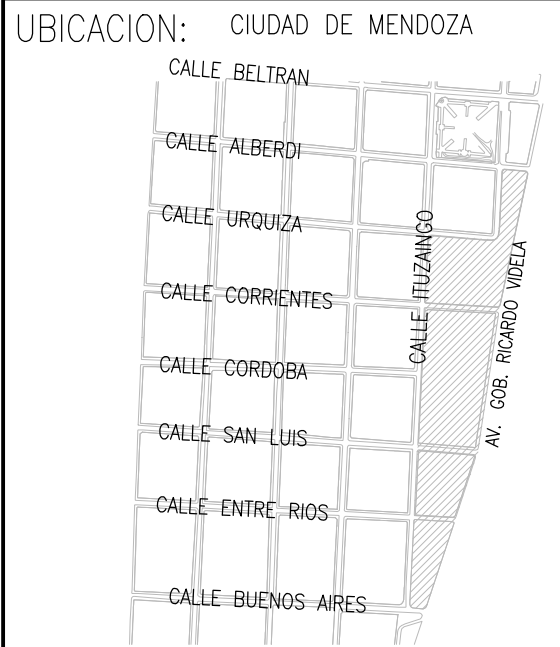 UBICACION: CIUDAD DE MENDOZA
CALLE BELTRAN
CALLE ALBERDI
CALLE URQUIZA
CALLE ITUZAINGO
AV. GOB. RICARDO VIDELA
CALLE CORRIENTES
CALLE CORDOBA
CALLE SAN LUIS
CALLE ENTRE RIOS
CALLE BUENOS AIRES